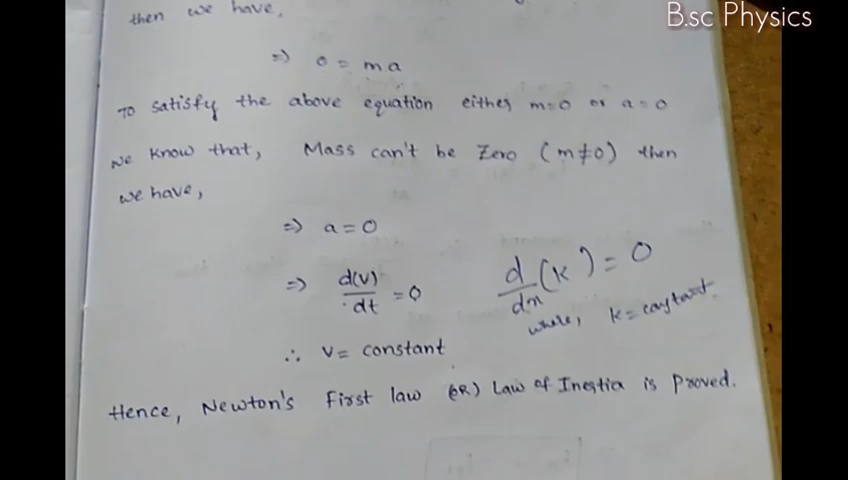 B.sc Physics
then we have,
⇒ 0 = ma
To satisfy the above equation either m=0 or a=0
we know that, Mass can't be Zero (m≠0) then
we have,
⇒ a=0
⇒ d(v)/dt = 0 d/dx (k) = 0
where, k = constant
∴ v = constant
Hence, Newton's First law (OR) Law of Inertia is proved.